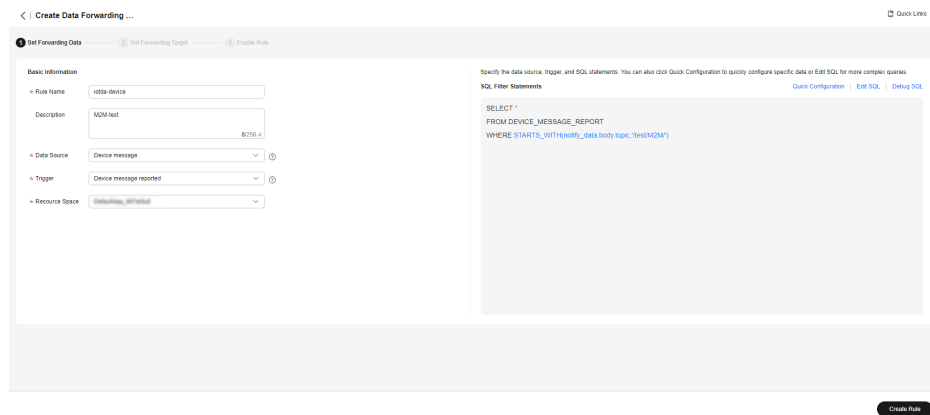 Create Data Forwarding ...
Quick Links
1 Set Forwarding Data
2 Set Forwarding Target
3 Enable Rule
Basic Information
* Rule Name
iotda-device
Description
M2M-test
8/256
* Data Source
Device message
* Trigger
Device message reported
* Resource Space
Specify the data source, trigger, and SQL statements. You can also click Quick Configuration to quickly configure specific data or Edit SQL for more complex queries.
SQL Filter Statements
Quick Configuration | Edit SQL | Debug SQL
SELECT *
FROM DEVICE_MESSAGE_REPORT
WHERE STARTS_WITH(notify_data.body.topic,'/test/M2M/')
Create Rule